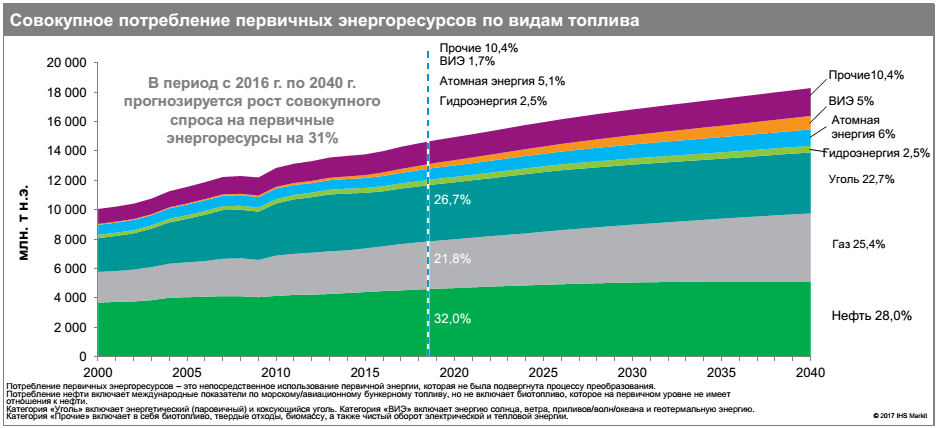 Совокупное потребление первичных энергоресурсов по видам топлива
Прочие 10,4%
ВИЭ 1,7%
Атомная энергия 5,1%
Гидроэнергия 2,5%
В период с 2016 г. по 2040 г.
прогнозируется рост совокупного
спроса на первичные
энергоресурсы на 31%
млн. т н.э.
20 000
18 000
16 000
14 000
12 000
10 000
8 000
6 000
4 000
2 000
0
26,7%
21,8%
32,0%
Прочие10,4%
ВИЭ 5%
Атомная
энергия 6%
Гидроэнергия 2,5%
Уголь 22,7%
Газ 25,4%
Нефть 28,0%
2000
2005
2010
2015
2020
2025
2030
2035
2040
Потребление первичных энергоресурсов – это непосредственное использование первичной энергии, которая не была подвергнута процессу преобразования.
Потребление нефти включает международные показатели по морскому/авиационному бункерному топливу, но не включает биотопливо, которое на первичном уровне не имеет
отношения к нефти.
Категория «Уголь» включает энергетический (паровичный) и коксующийся уголь. Категория «ВИЭ» включает энергию солнца, ветра, приливов/волн/океана и геотермальную энергию.
Категория «Прочие» включает в себя биотопливо, твердые отходы, биомассу, а также чистый оборот электрической и тепловой энергии.
© 2017 IHS Markit